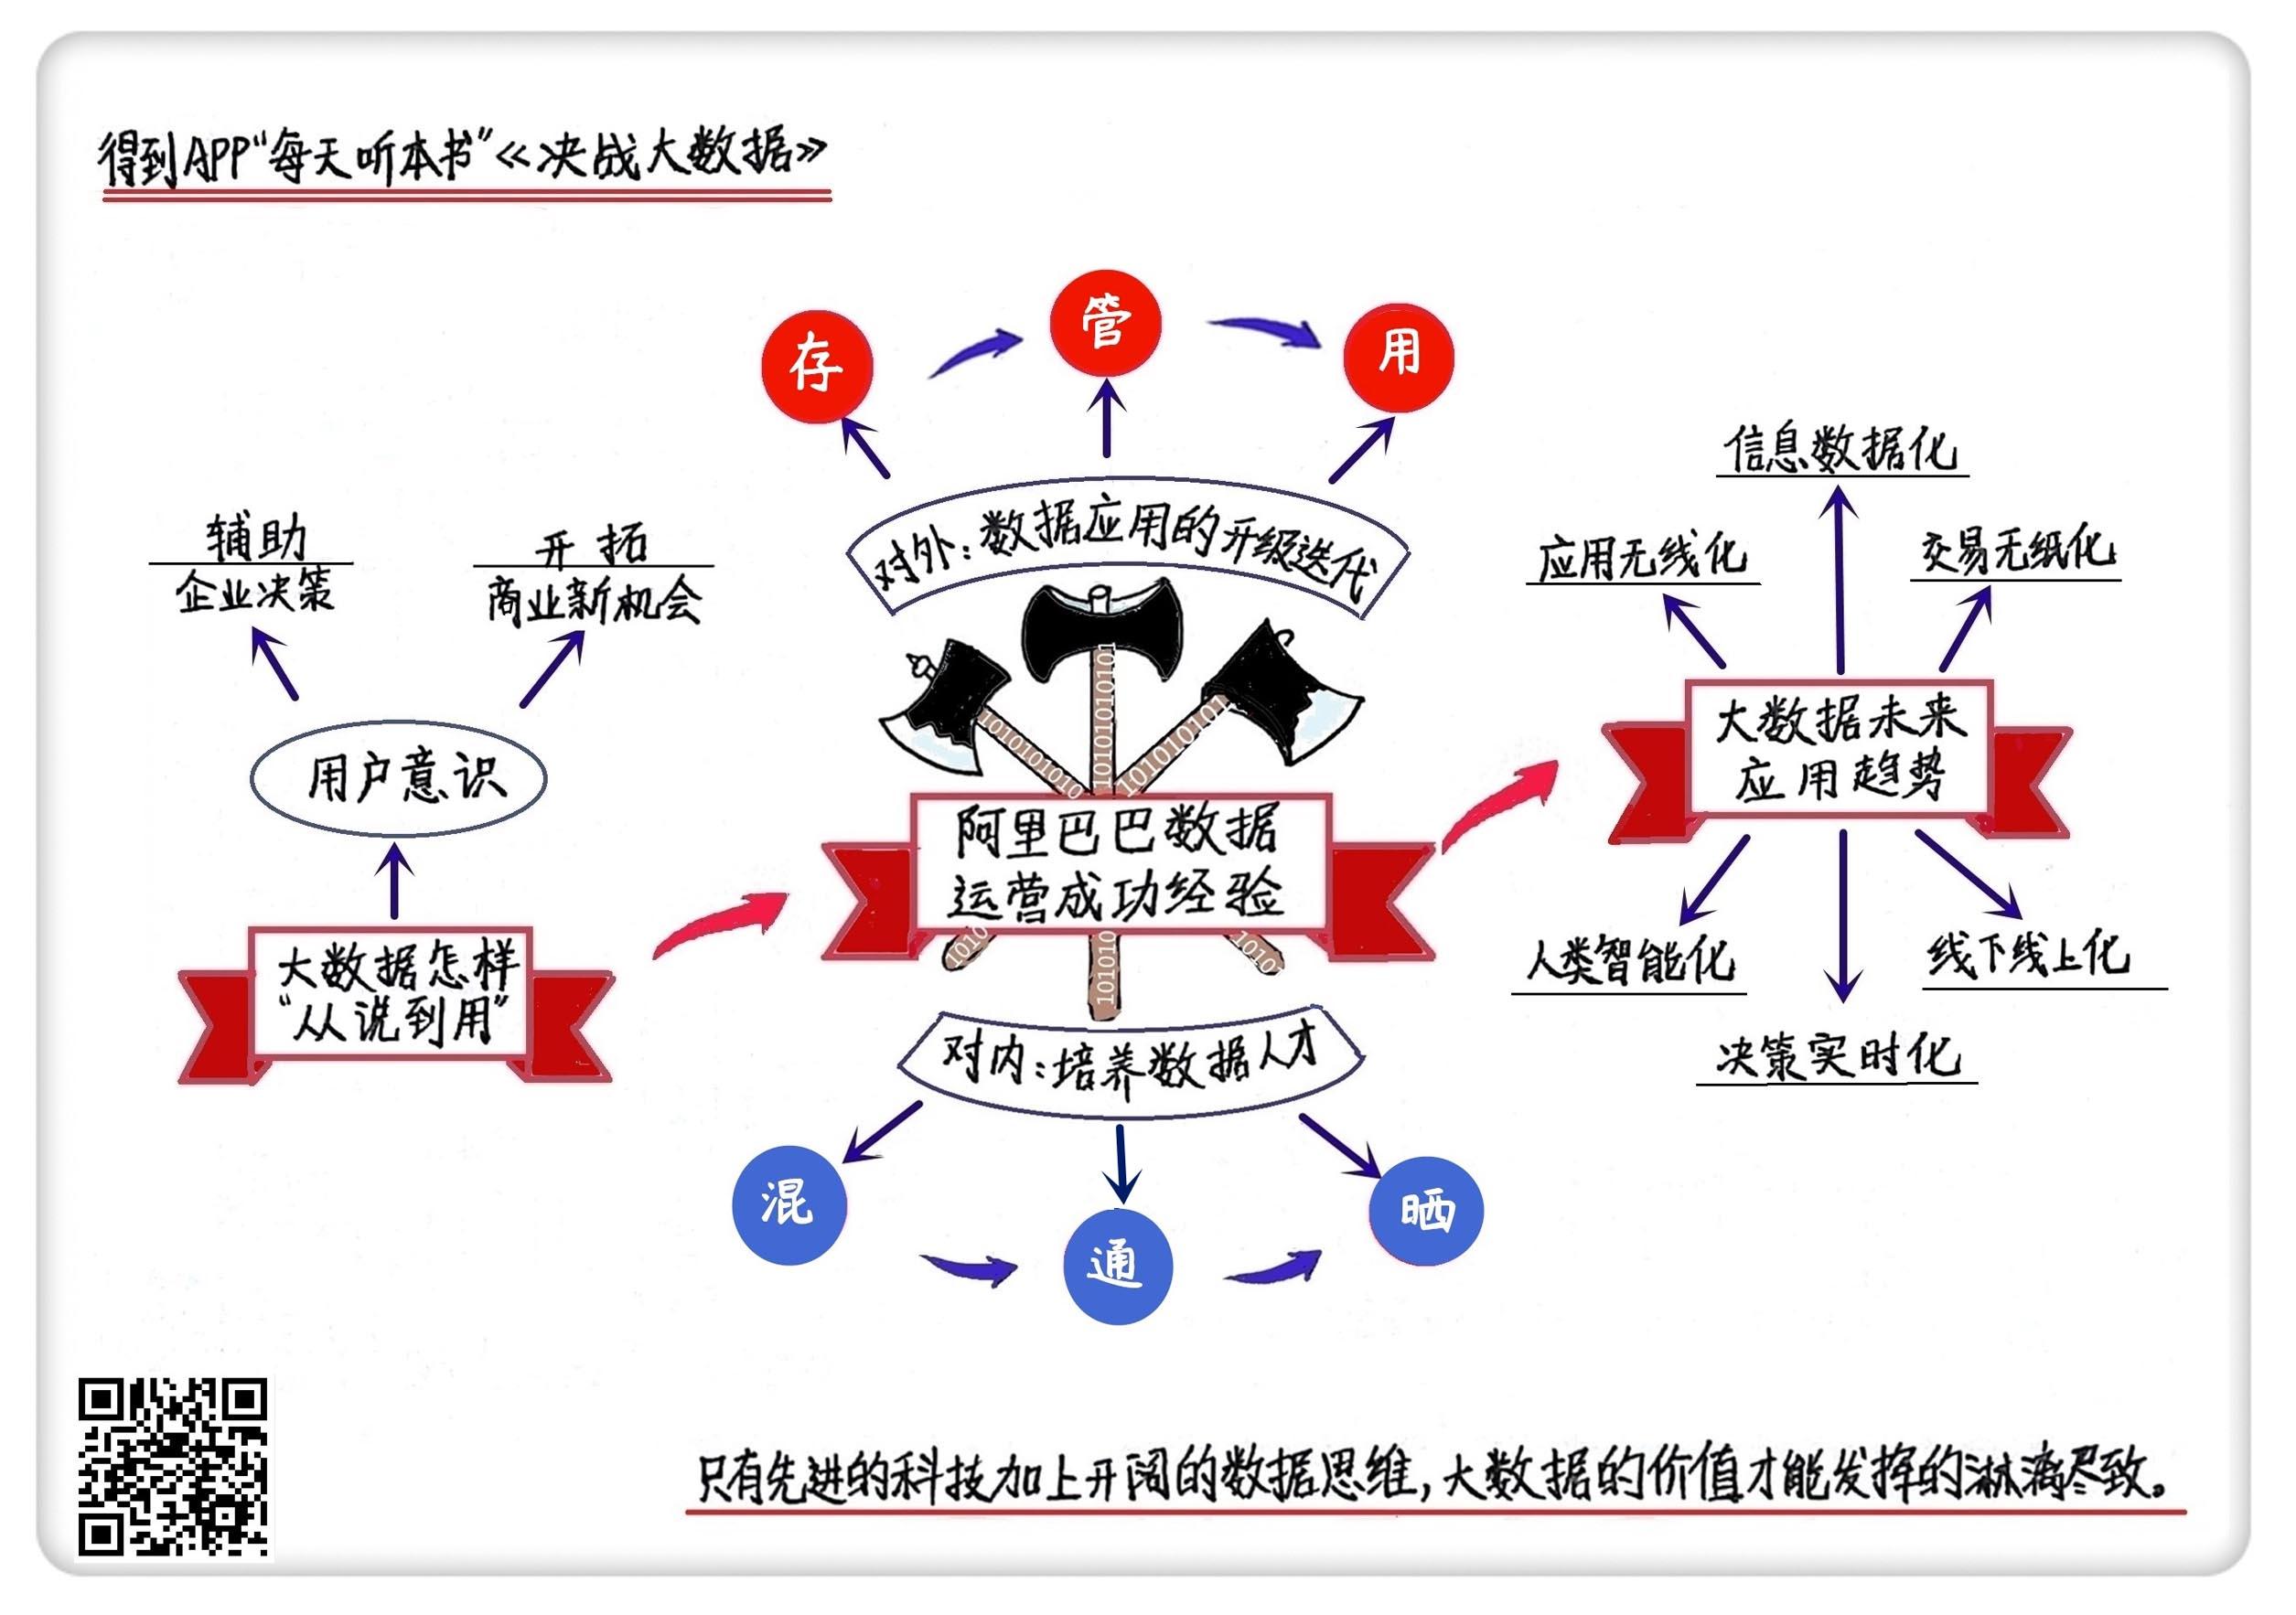 得到APP“每天听本书”《决战大数据》
辅助
企业决策
开拓
商业新机会
用户意识
大数据怎样
“从说到用”
存
管
用
对外：数据应用的升级迭代
101010101
101010101010
10101010101
阿里巴巴数据
运营成功经验
1010
101010
10101
对内：培养数据人才
混
通
晒
信息数据化
应用无线化
交易无纸化
大数据未来
应用趋势
人类智能化
线下线上化
决策实时化
只有先进的科技加上开阔的数据思维，大数据的价值才能发挥的淋漓尽致。